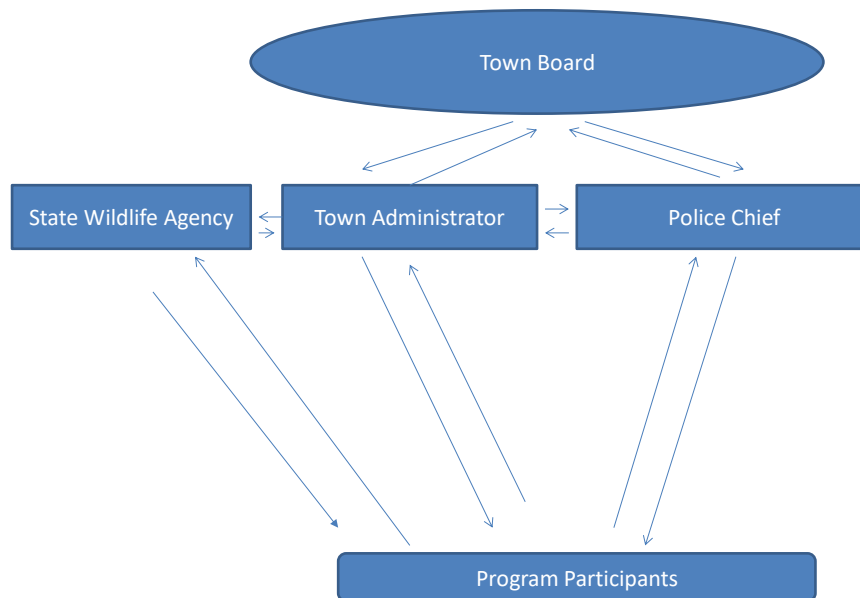 Town Board
State Wildlife Agency
Town Administrator
Police Chief
Program Participants